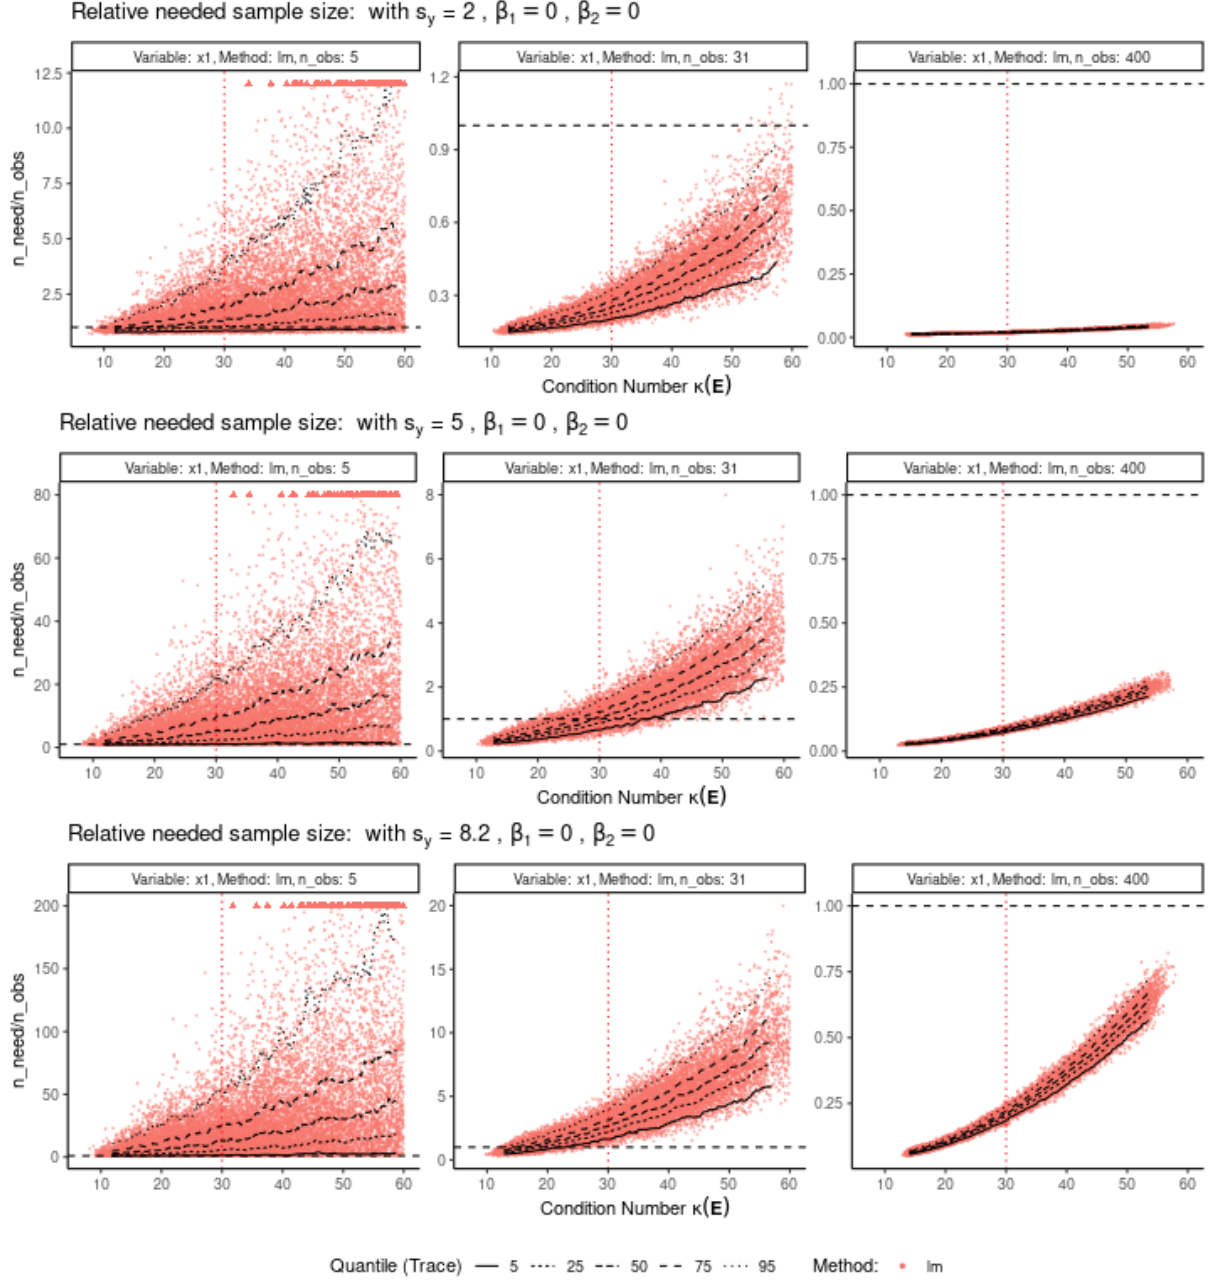 Relative needed sample size:  with s_y = 2 , β_1 = 0 , β_2 = 0
Variable: x1, Method: lm, n_obs: 5
Variable: x1, Method: lm, n_obs: 31
Variable: x1, Method: lm, n_obs: 400
n_need/n_obs
12.5
10.0
7.5
5.0
2.5
10 20 30 40 50 60
1.2
0.9
0.6
0.3
10 20 30 40 50 60
1.00
0.75
0.50
0.25
0.00
10 20 30 40 50 60
Condition Number κ(E)
Relative needed sample size:  with s_y = 5 , β_1 = 0 , β_2 = 0
Variable: x1, Method: lm, n_obs: 5
Variable: x1, Method: lm, n_obs: 31
Variable: x1, Method: lm, n_obs: 400
n_need/n_obs
80
60
40
20
0
10 20 30 40 50 60
8
6
4
2
0
10 20 30 40 50 60
1.00
0.75
0.50
0.25
0.00
10 20 30 40 50 60
Condition Number κ(E)
Relative needed sample size:  with s_y = 8.2 , β_1 = 0 , β_2 = 0
Variable: x1, Method: lm, n_obs: 5
Variable: x1, Method: lm, n_obs: 31
Variable: x1, Method: lm, n_obs: 400
n_need/n_obs
200
150
100
50
0
10 20 30 40 50 60
20
15
10
5
0
10 20 30 40 50 60
1.00
0.75
0.50
0.25
10 20 30 40 50 60
Condition Number κ(E)
Quantile (Trace) 5 25 50 75 95 Method: lm